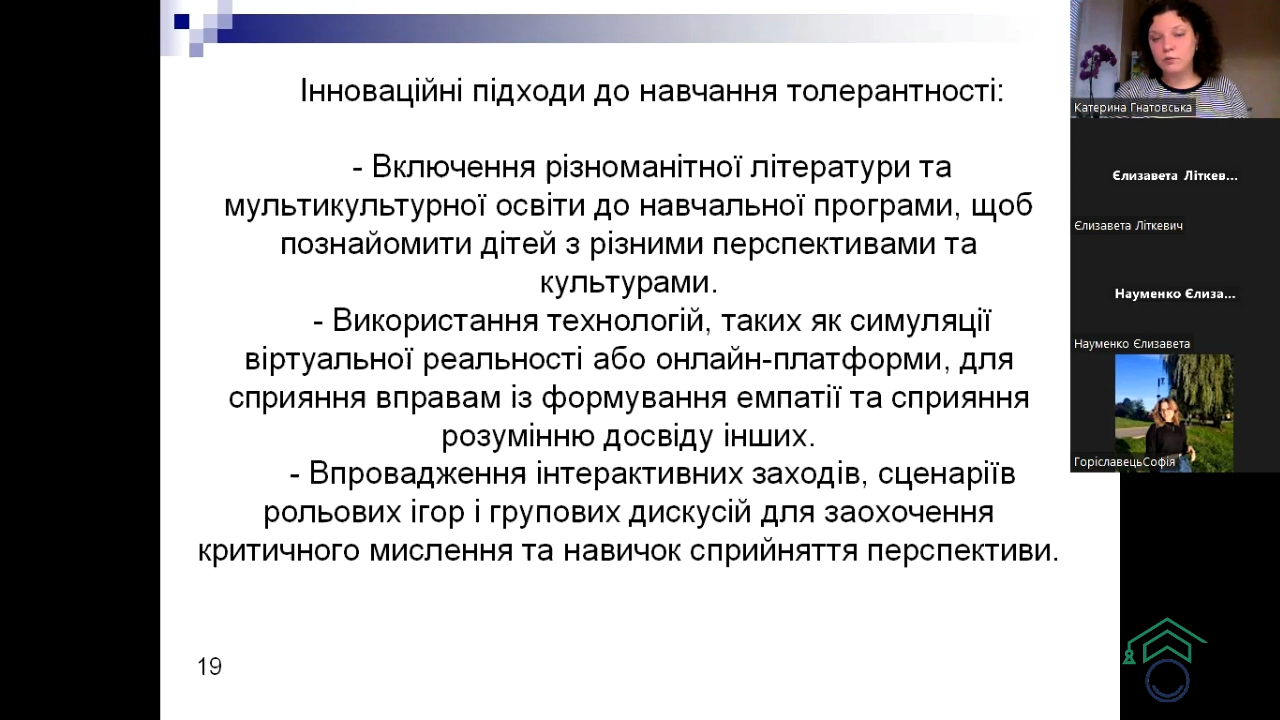 Інноваційні підходи до навчання толерантності:
- Включення різноманітної літератури та
мультикультурної освіти до навчальної програми, щоб
познайомити дітей з різними перспективами та
культурами.
- Використання технологій, таких як симуляції
віртуальної реальності або онлайн-платформи, для
сприяння вправам із формування емпатії та сприяння
розумінню досвіду інших.
- Впровадження інтерактивних заходів, сценаріїв
рольових ігор і групових дискусій для заохочення
критичного мислення та навичок сприйняття перспективи.
19
Катерина Гнатовська
Єлизавета Літкев...
Єлизавета Літкевич
Науменко Єлиза...
Науменко Єлизавета
ГоріславецьСофія